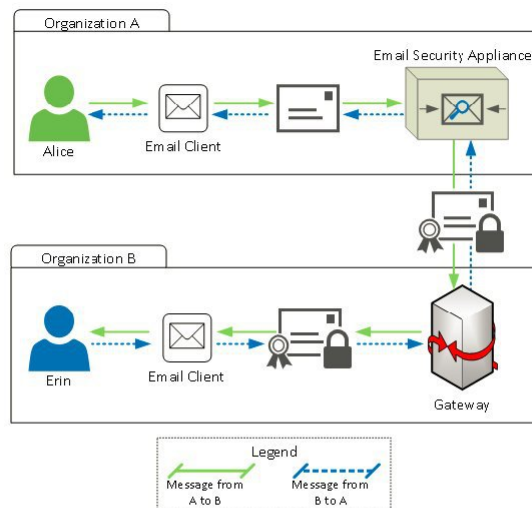 Organization A
Email Security Appliance
Alice
Email Client
Organization B
Erin
Email Client
Gateway
Legend
Message from
A to B
Message from
B to A